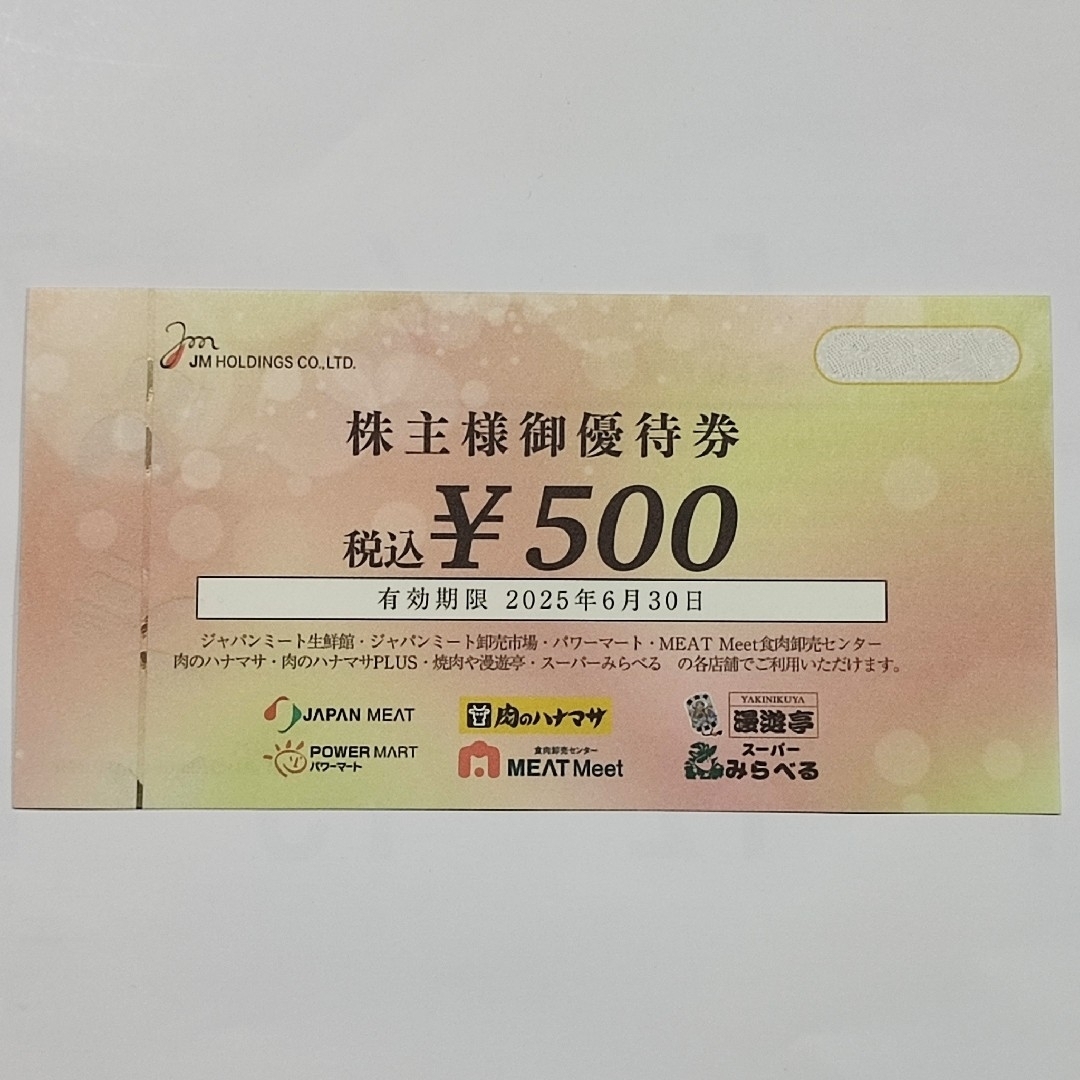 Jm
JM HOLDINGS CO.,LTD.
株主様御優待券
税込¥500
有効期限 2025年6月30日
ジャパンミート生鮮館・ジャパンミート卸売市場・パワーマート・MEAT Meet食肉卸売センター
肉のハナマサ・肉のハナマサPLUS・焼肉や漫遊亭・スーパーみらべる の各店舗でご利用いただけます。
JAPAN MEAT
肉のハナマサ
YAKINIKUYA
漫遊亭
POWER MART
パワーマート
食肉卸売センター
MEAT Meet
スーパー
みらべる